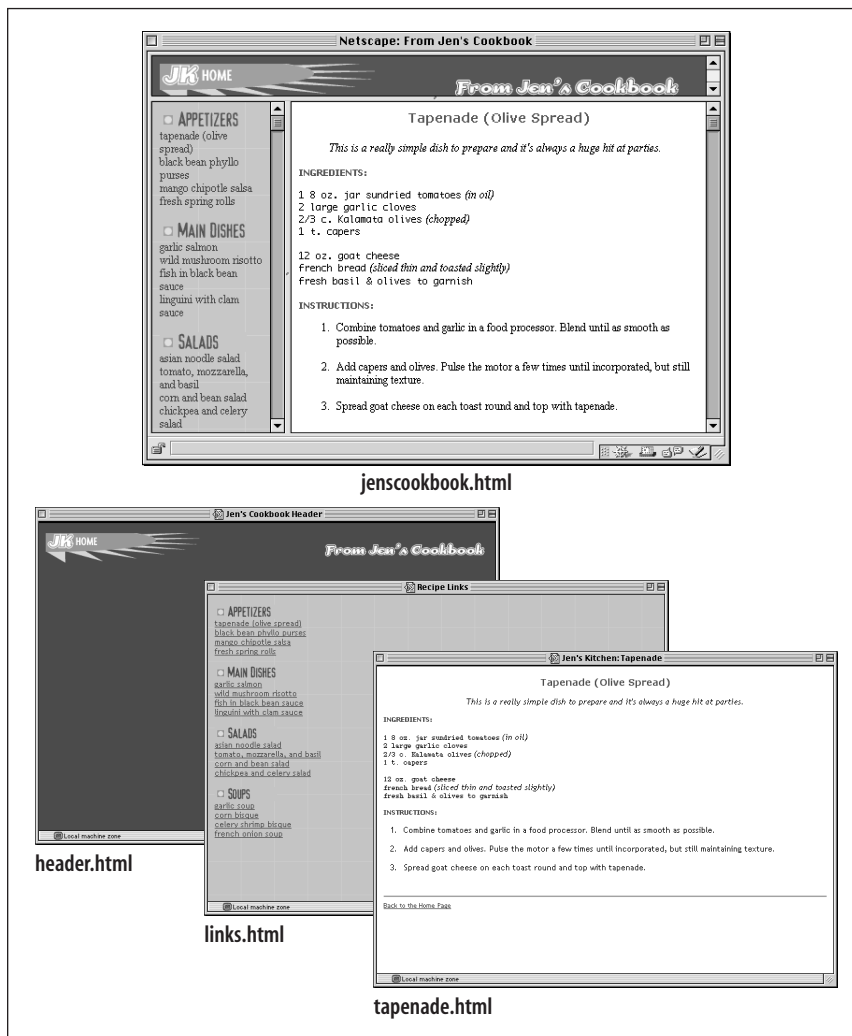 Netscape: From Jen's Cookbook
JK HOME
From Jen's Cookbook
APPETIZERS
tapenade (olive
spread)
black bean phyllo
purses
mango chipotle salsa
fresh spring rolls
MAIN DISHES
garlic salmon
wild mushroom risotto
fish in black bean
sauce
linguini with clam
sauce
SALADS
asian noodle salad
tomato, mozzarella,
and basil
corn and bean salad
chickpea and celery
salad
Tapenade (Olive Spread)
This is a really simple dish to prepare and it's always a huge hit at parties.
INGREDIENTS:
1 8 oz. jar sundried tomatoes (in oil)
2 large garlic cloves
2/3 c. Kalamata olives (chopped)
1 t. capers
12 oz. goat cheese
french bread (sliced thin and toasted slightly)
fresh basil & olives to garnish
INSTRUCTIONS:
1. Combine tomatoes and garlic in a food processor. Blend until as smooth as
possible.
2. Add capers and olives. Pulse the motor a few times until incorporated, but still
maintaining texture.
3. Spread goat cheese on each toast round and top with tapenade.
jenscookbook.html
Jen's Cookbook Header
JK HOME
From Jen's Cookbook
Local machine zone
header.html
Recipe Links
APPETIZERS
tapenade (olive spread)
black bean phyllo purses
mango chipotle salsa
fresh spring rolls
MAIN DISHES
garlic salmon
wild mushroom risotto
fish in black bean sauce
linguini with clam sauce
SALADS
asian noodle salad
tomato, mozzarella, and basil
corn and bean salad
chickpea and celery salad
SOUPS
garlic soup
corn bisque
celery shrimp bisque
french onion soup
Local machine zone
links.html
Jen's Kitchen: Tapenade
Tapenade (Olive Spread)
This is a really simple dish to prepare and it's always a huge hit at parties.
INGREDIENTS:
1 8 oz. jar sundried tomatoes (in oil)
2 large garlic cloves
2/3 c. Kalamata olives (chopped)
1 t. capers
12 oz. goat cheese
french bread (sliced thin and toasted slightly)
fresh basil & olives to garnish
INSTRUCTIONS:
1. Combine tomatoes and garlic in a food processor. Blend until as smooth as possible.
2. Add capers and olives. Pulse the motor a few times until incorporated, but still maintaining texture.
3. Spread goat cheese on each toast round and top with tapenade.
Back to the Home Page
Local machine zone
tapenade.html